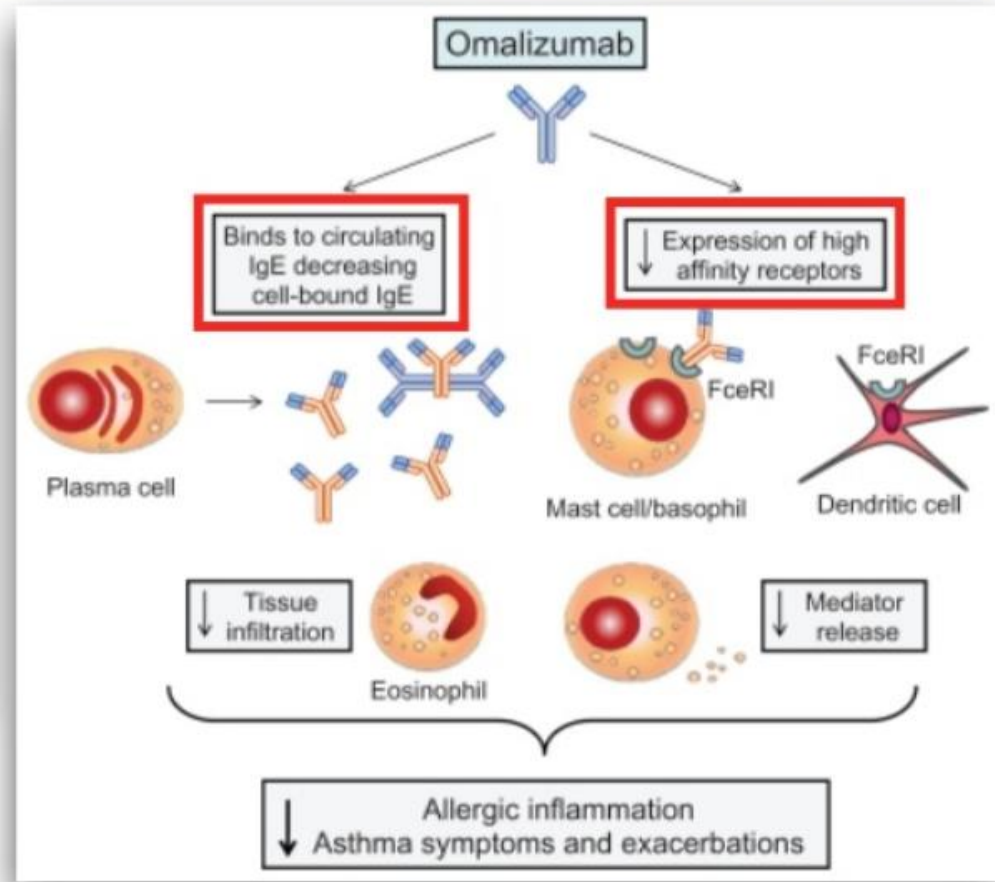 Omalizumab
Binds to circulating
IgE decreasing
cell-bound IgE
↓ Expression of high
affinity receptors
FceRI
FceRI
Plasma cell
Mast cell/basophil
Dendritic cell
↓ Tissue
infiltration
Eosinophil
↓ Mediator
release
↓ Allergic inflammation
Asthma symptoms and exacerbations